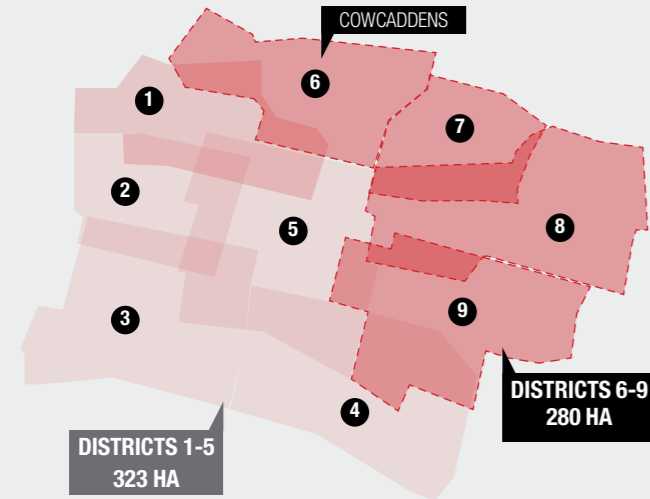 COWCADDENS
6
1
7
2
5
8
3
9
4
DISTRICTS 6-9
280 HA
DISTRICTS 1-5
323 HA